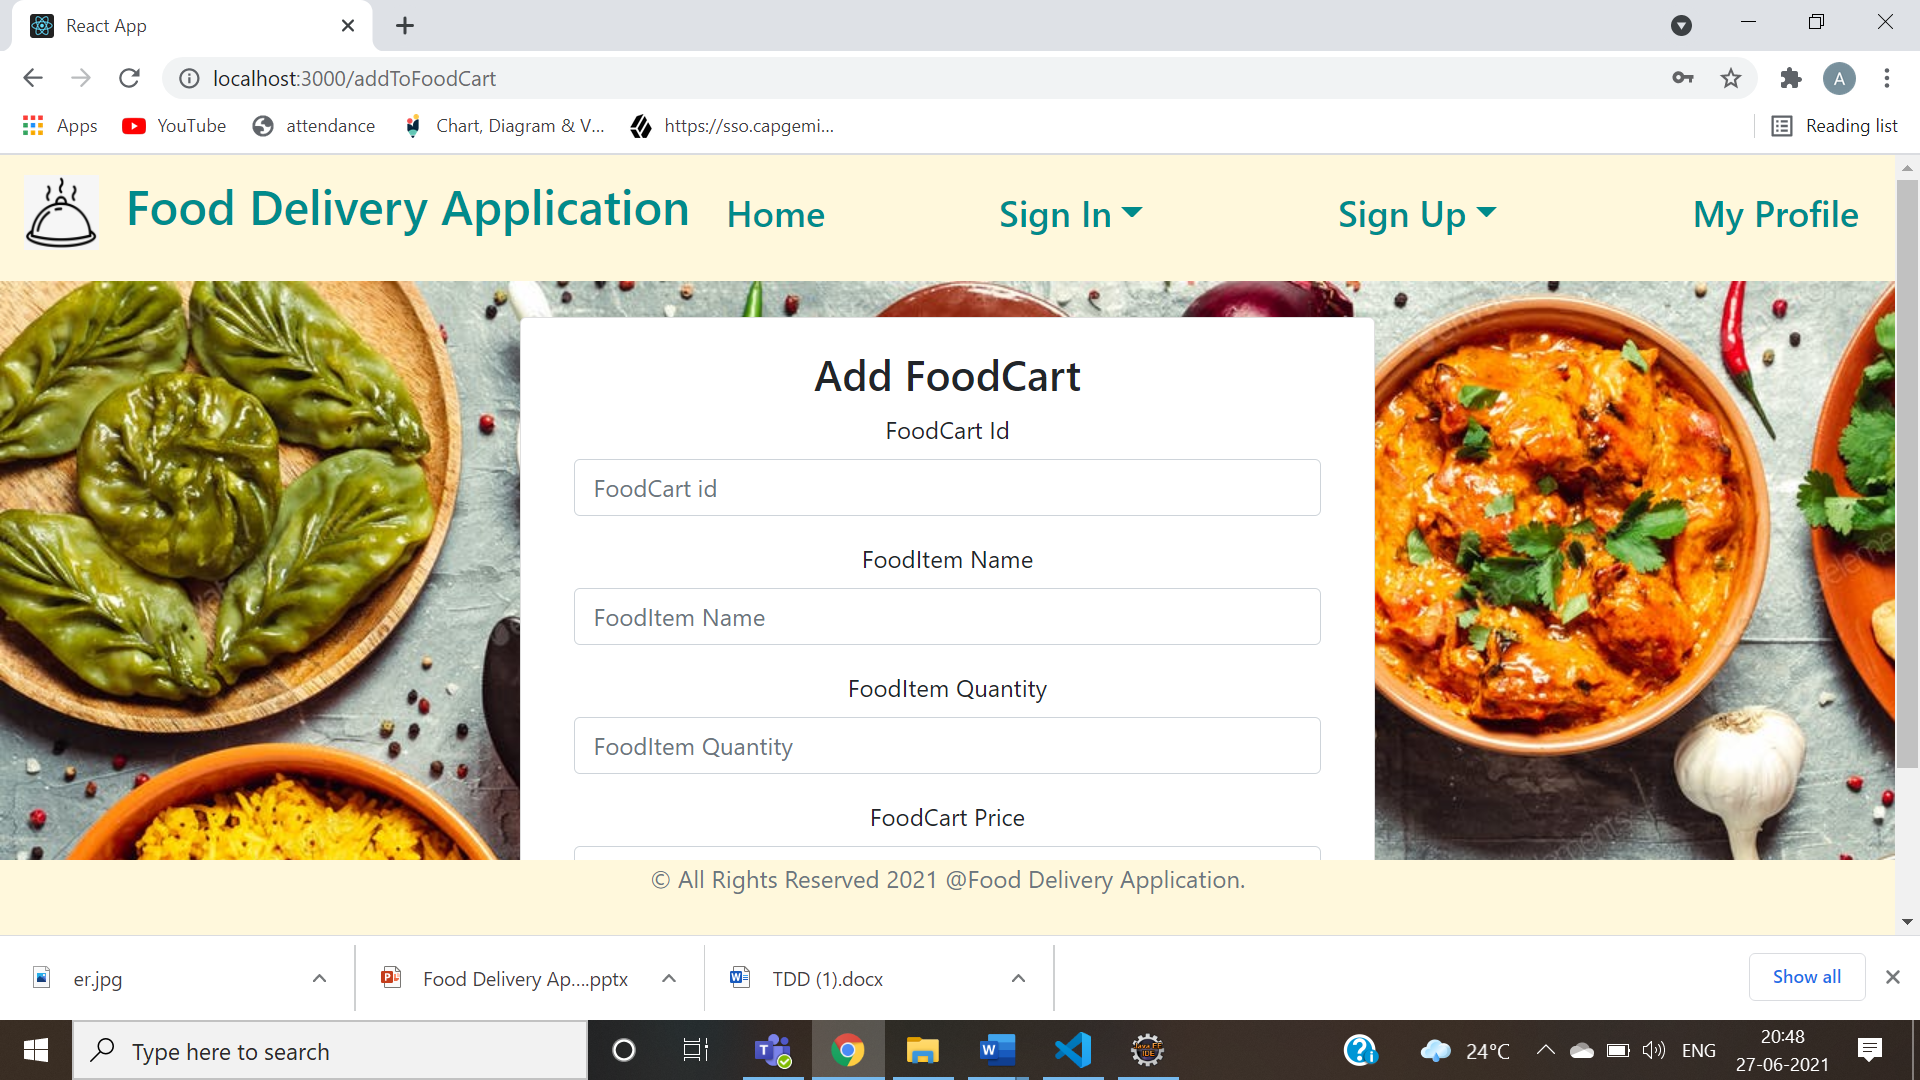 React App
localhost:3000/addToFoodCart
A
Apps
YouTube
attendance
Chart, Diagram & V...
https://sso.capgemi...
Reading list
Food Delivery Application
Home
Sign In
Sign Up
My Profile
Add FoodCart
FoodCart Id
FoodCart id
FoodItem Name
FoodItem Name
FoodItem Quantity
FoodItem Quantity
FoodCart Price
© All Rights Reserved 2021 @Food Delivery Application.
er.jpg
Food Delivery Ap....pptx
TDD (1).docx
Show all
Type here to search
24°C
ENG
20:48
27-06-2021